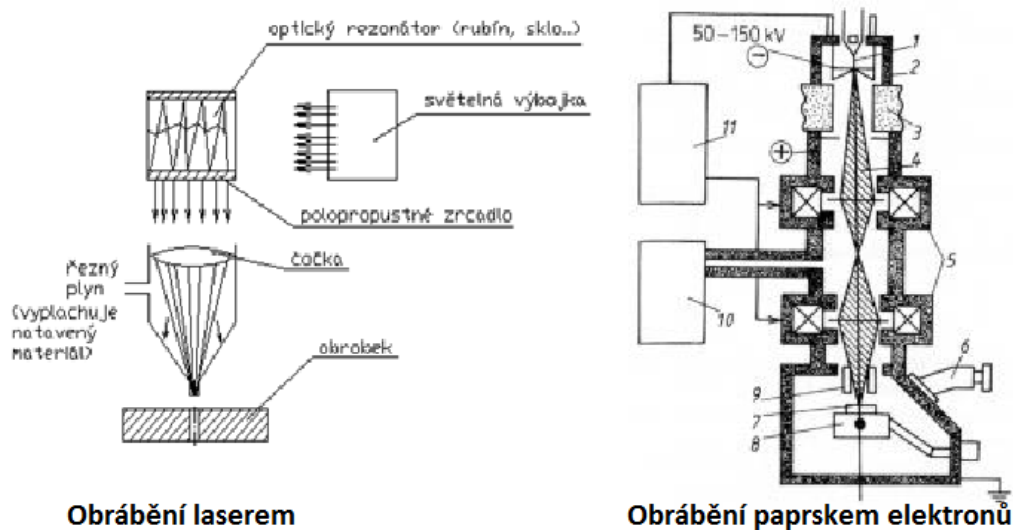 optický rezonátor (rubín, sklo..)
světelná výbojka
polopropustné zrcadlo
čočka
řezný
plyn
(vyplachuje
natavený
materiál)
obrobek
Obrábění laserem
50-150 kV
−
1
2
3
11
+
4
5
10
6
9
7
8
Obrábění paprskem elektronů